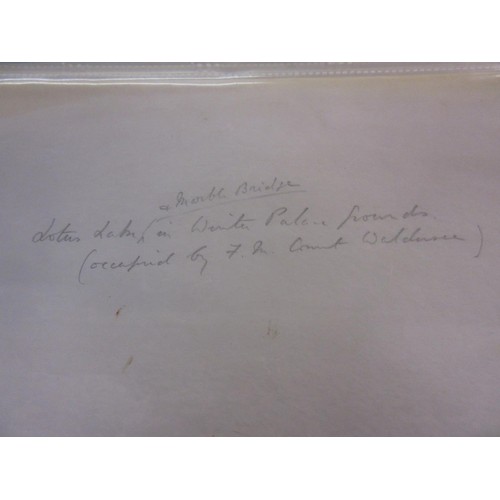 & Marble Bridge
Lotus Lake, in Winter Palace grounds.
(occupied by F. M. Count Waldersee)